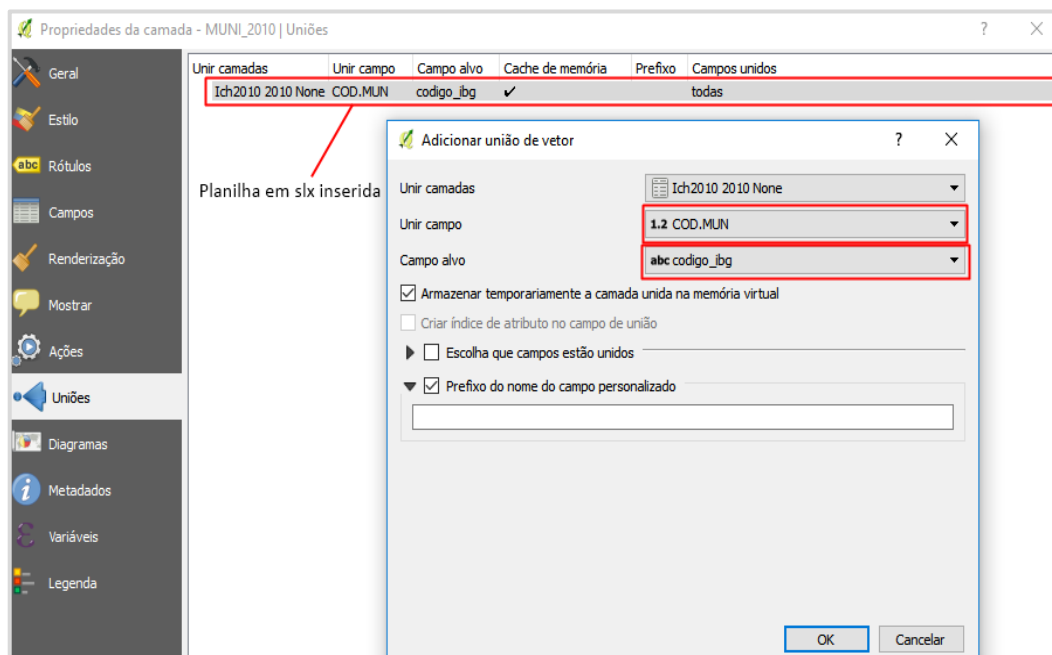 Propriedades da camada - MUNI_2010 | Uniões
?
Geral
Estilo
abc Rótulos
Campos
Renderização
Mostrar
Ações
Uniões
Diagramas
Metadados
Variáveis
Legenda
Unir camadas Unir campo Campo alvo Cache de memória Prefixo Campos unidos
Ich2010 2010 None COD.MUN codigo_ibg ✓ todas
Planilha em slx inserida
Adicionar união de vetor
?
Unir camadas Ich2010 2010 None
Unir campo 1.2 COD.MUN
Campo alvo abc codigo_ibg
Armazenar temporariamente a camada unida na memória virtual
Criar índice de atributo no campo de união
Escolha que campos estão unidos
Prefixo do nome do campo personalizado
OK Cancelar